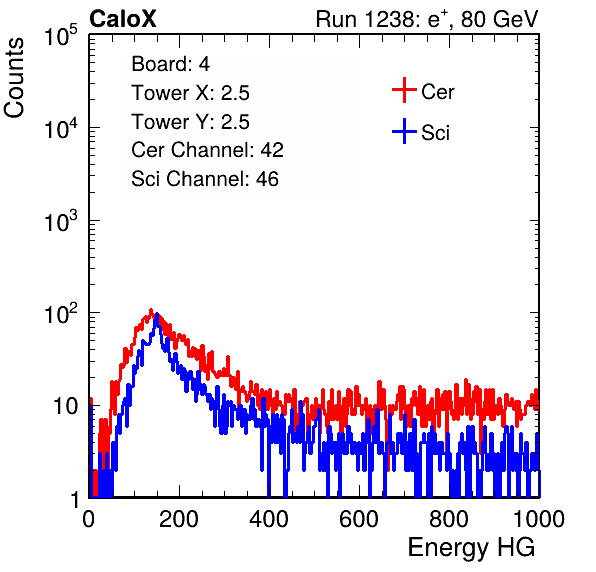 CaloX Run 1238: e⁺, 80 GeV
Counts
10⁵
10⁴
10³
10²
10
1
Board: 4
Tower X: 2.5
Tower Y: 2.5
Cer Channel: 42
Sci Channel: 46
Cer
Sci
0 200 400 600 800 1000
Energy HG